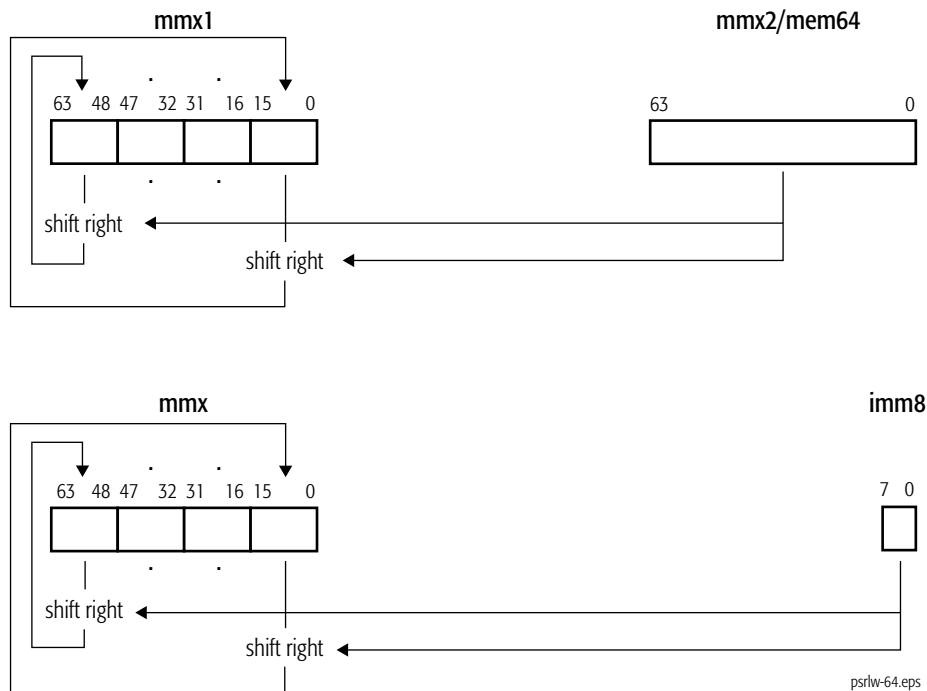 mmx1
mmx2/mem64
63 48 47 32 31 16 15 0
63 0
shift right
shift right
mmx
imm8
63 48 47 32 31 16 15 0
7 0
shift right
shift right
psrlw-64.eps